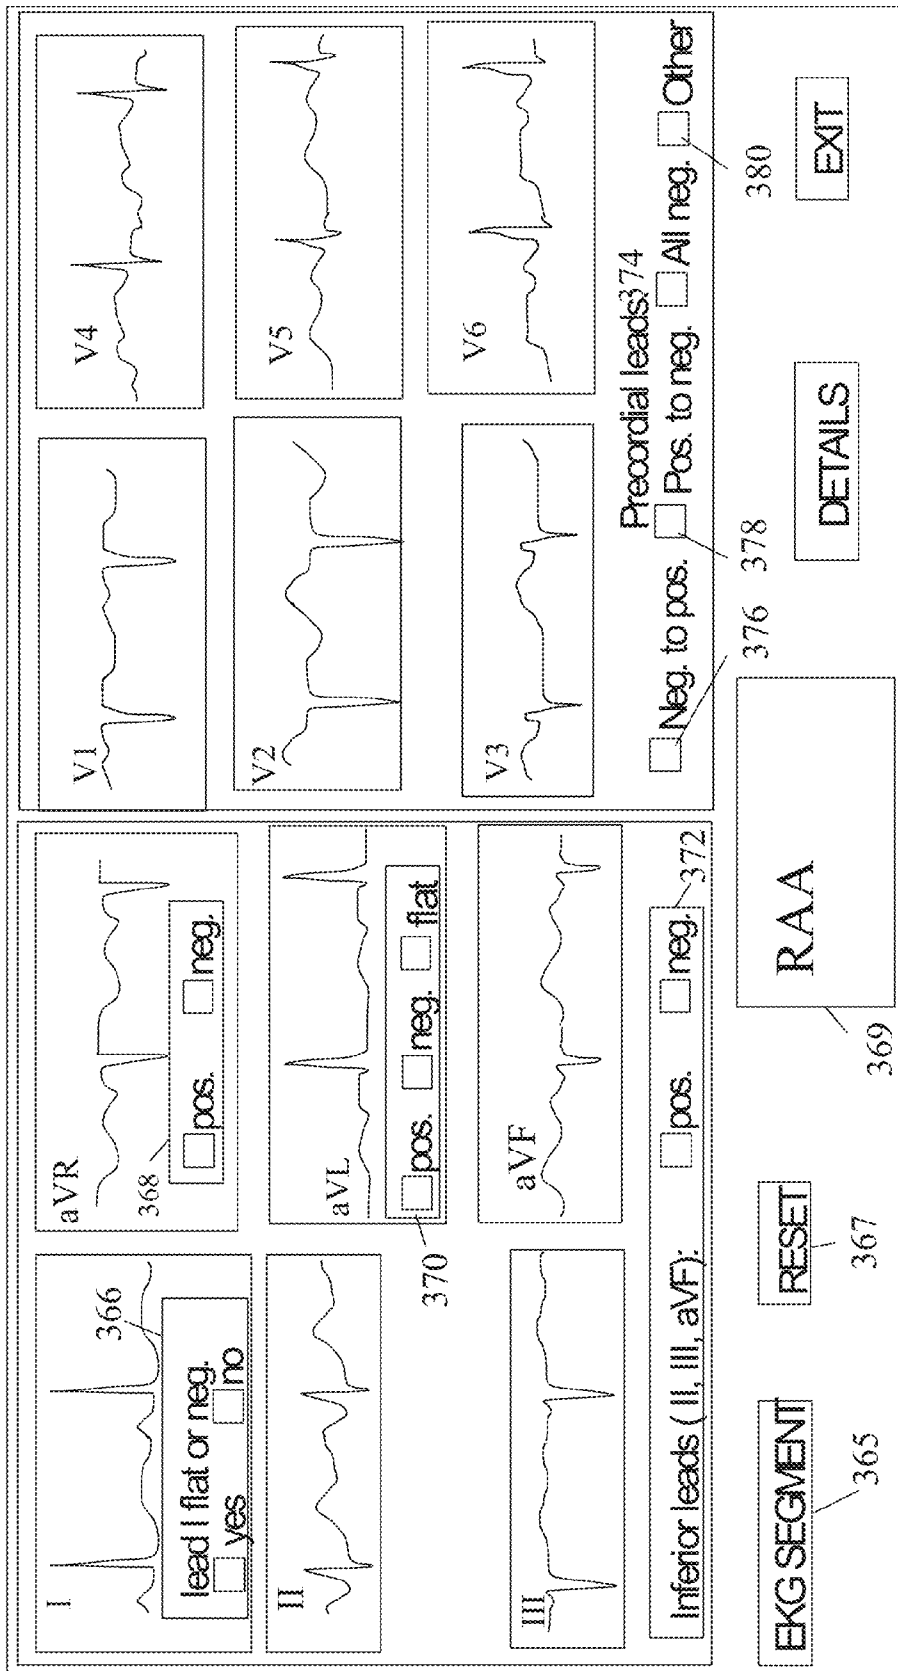 I
366
lead I flat or neg.
yes no
aVR
368
pos. neg.
V1
V4
II
aVL
370
pos. neg. flat
V2
V5
III
aVF
V3
V6
Inferior leads ( II, III, aVF): pos. neg.
372
Precordial leads:
374
Neg. to pos. Pos. to neg. All neg. Other
376
378
380
EKG SEGMENT
365
RESET
367
RAA
369
DETAILS
EXIT